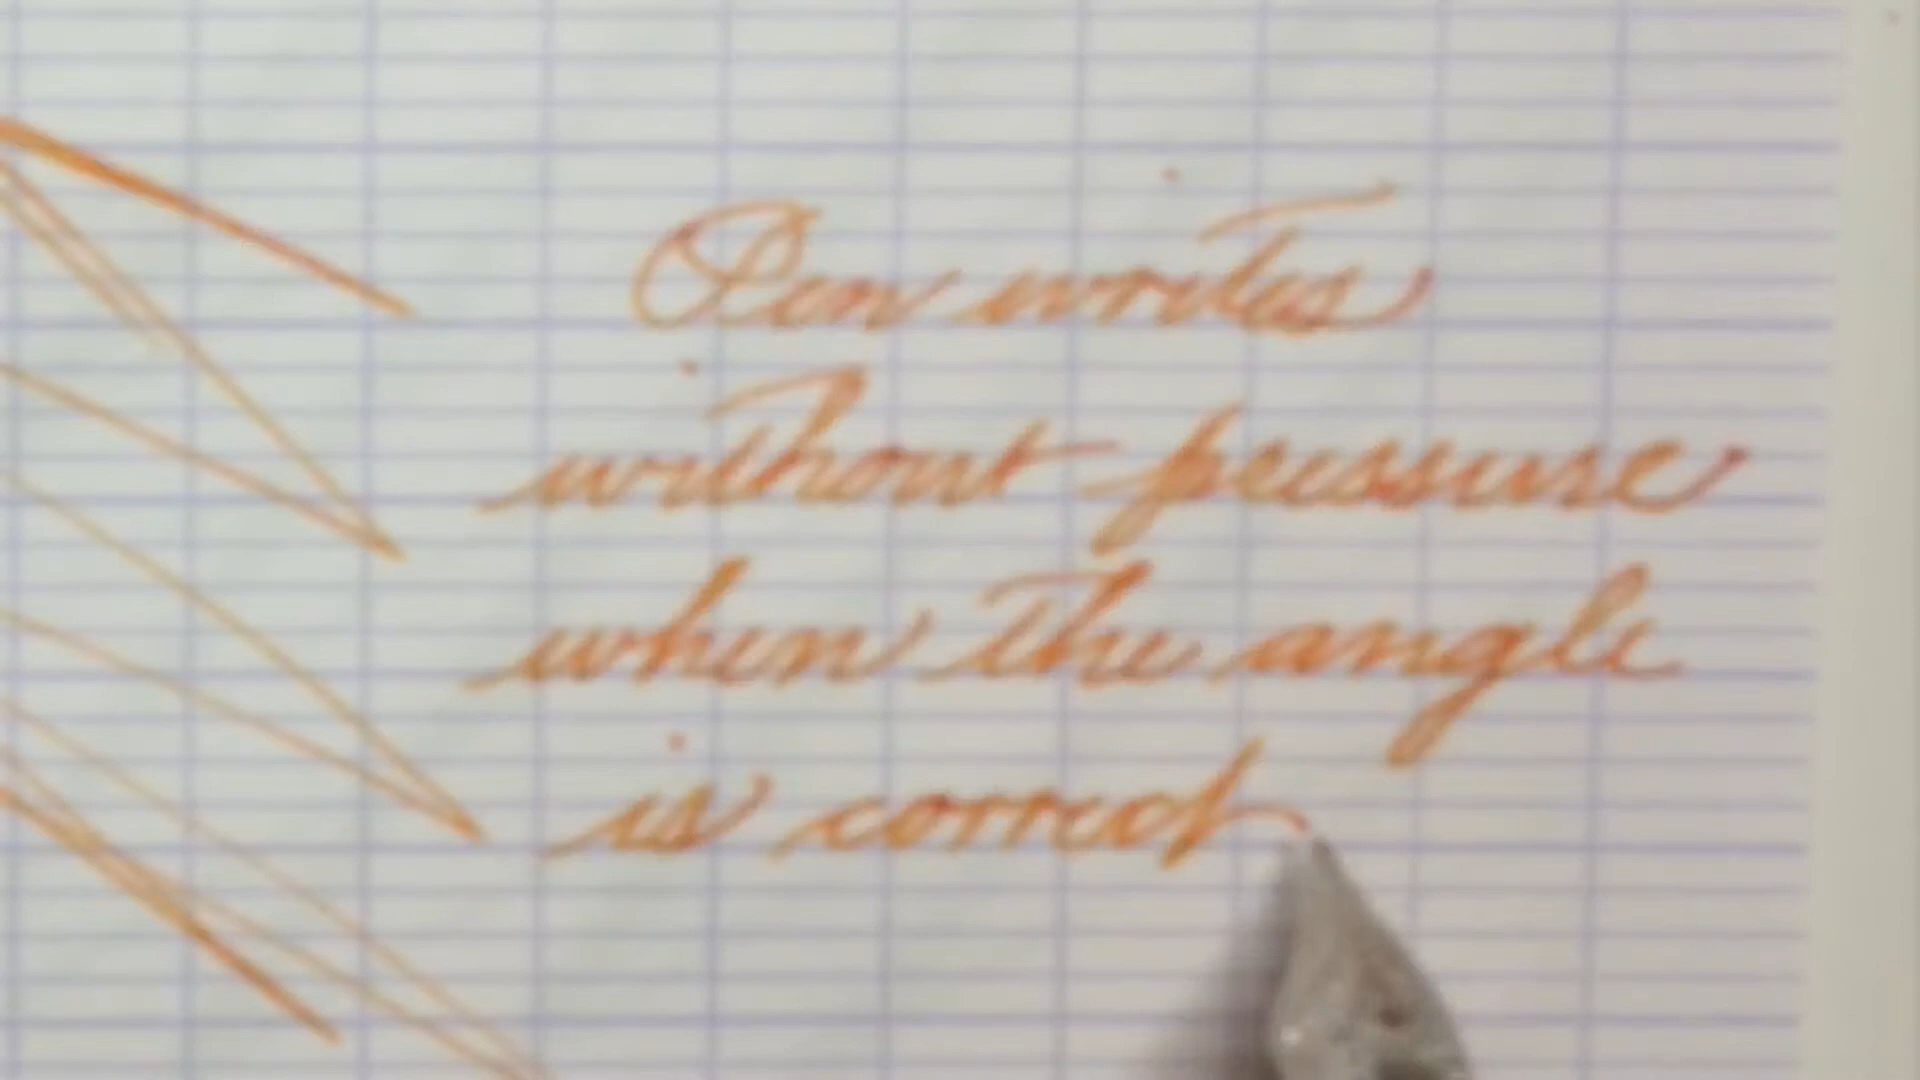 Pen writes
without pressure
when the angle
is correct